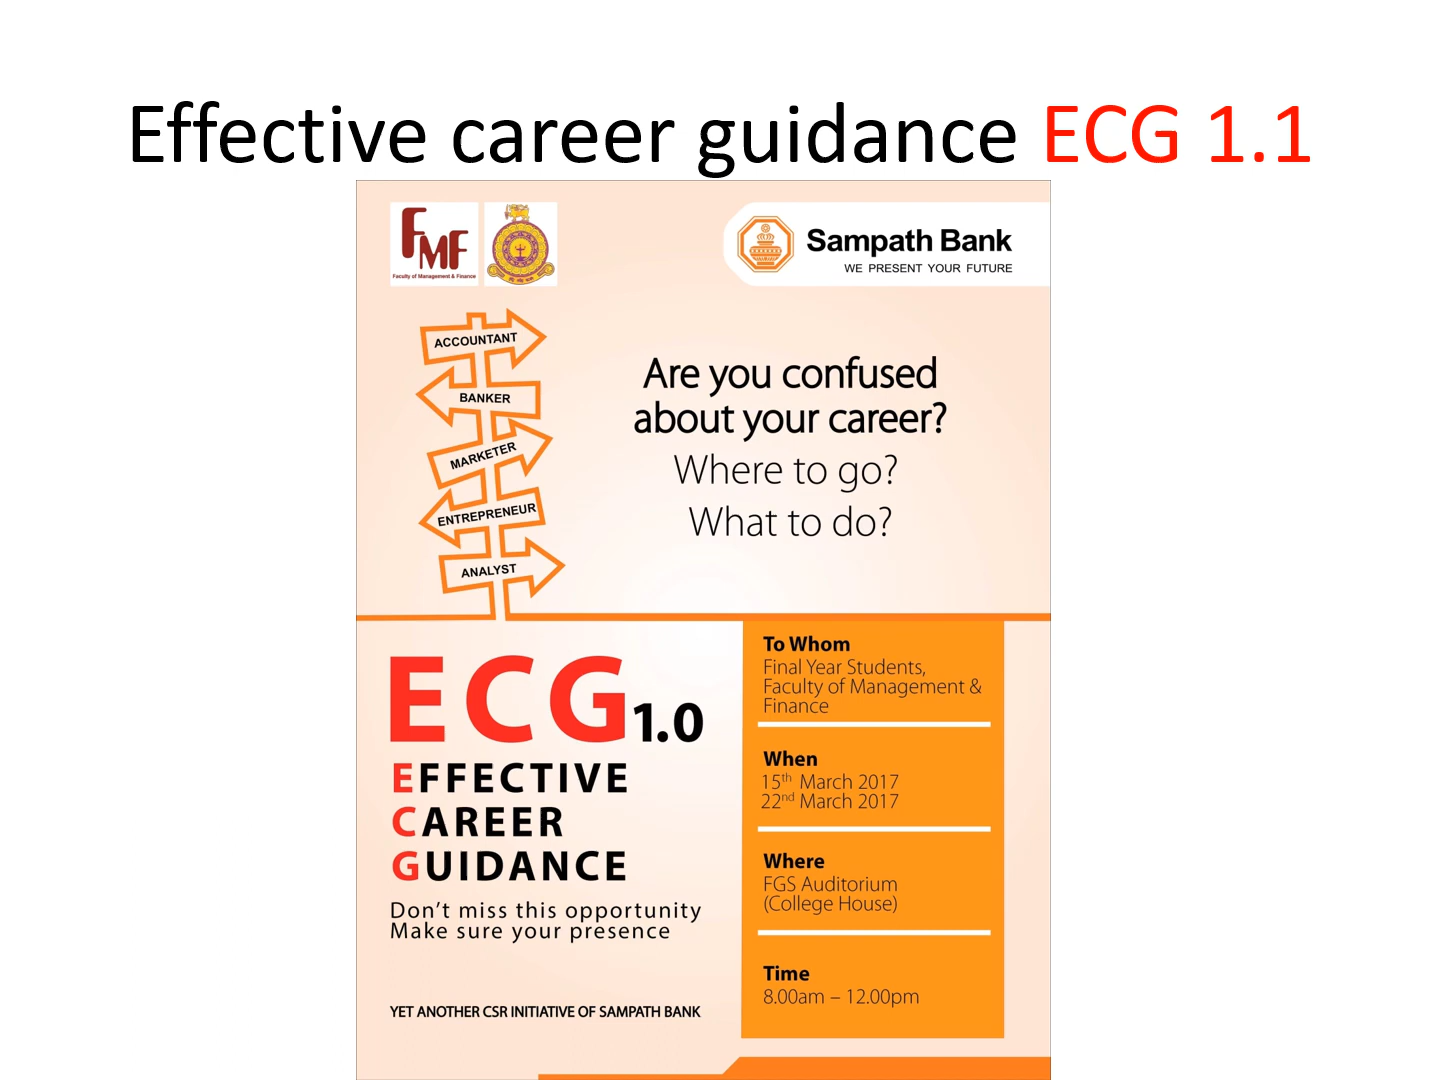 Effective career guidance ECG 1.1
FMF
Faculty of Management & Finance
Sampath Bank
WE PRESENT YOUR FUTURE
ACCOUNTANT
BANKER
MARKETER
ENTREPRENEUR
ANALYST
Are you confused
about your career?
Where to go?
What to do?
ECG 1.0
EFFECTIVE
CAREER
GUIDANCE
Don't miss this opportunity
Make sure your presence
YET ANOTHER CSR INITIATIVE OF SAMPATH BANK
To Whom
Final Year Students,
Faculty of Management &
Finance
When
15th March 2017
22nd March 2017
Where
FGS Auditorium
(College House)
Time
8.00am – 12.00pm